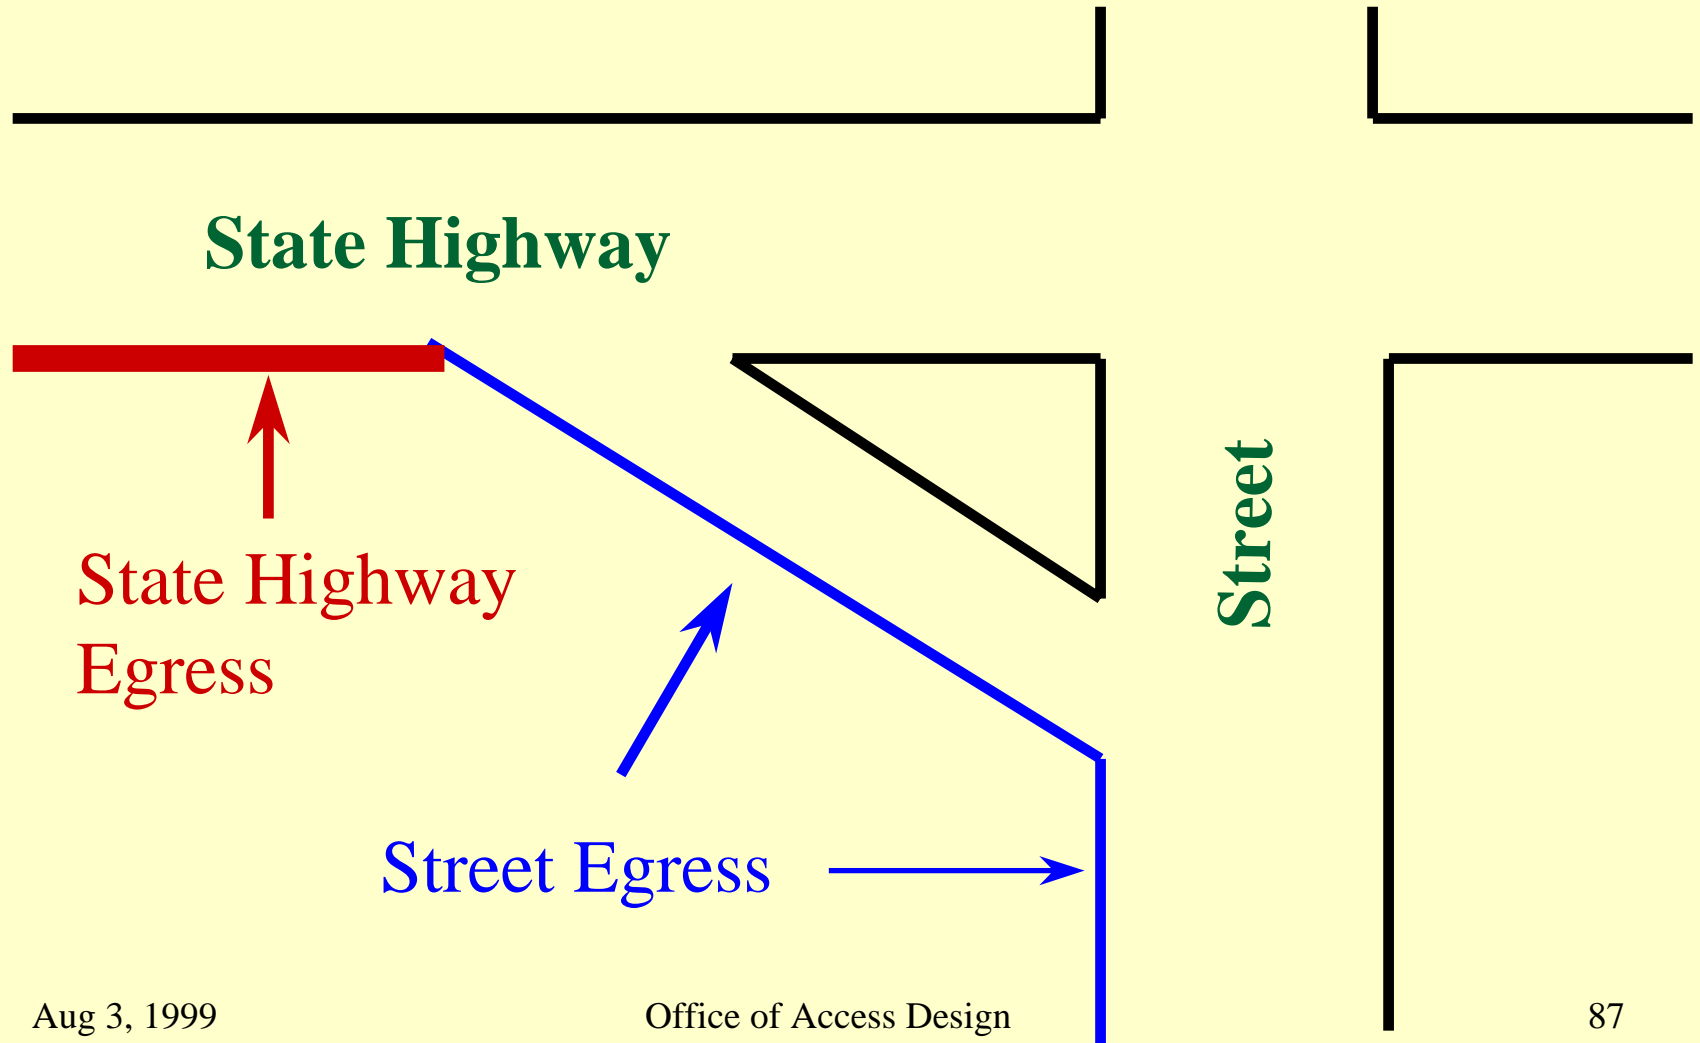 State Highway
Street
State Highway
Egress
Street Egress
Aug 3, 1999
Office of Access Design
87